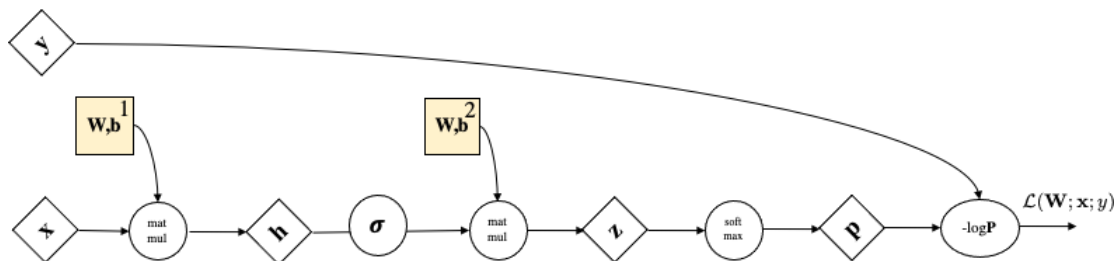 y
W,b¹
W,b²
x
mat
mul
h
σ
mat
mul
z
soft
max
p
-logP
ℒ(W; x; y)